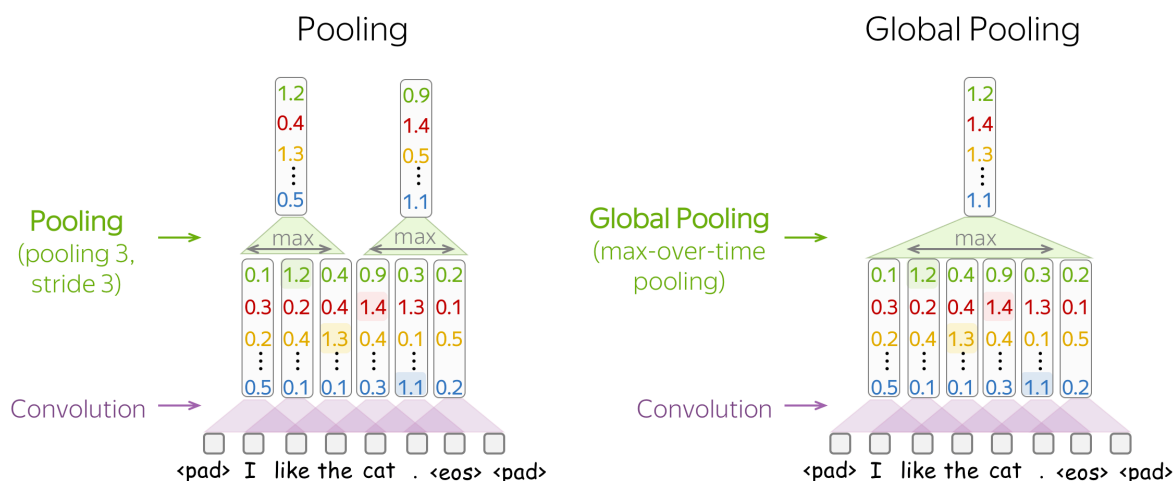 Pooling
1.2 0.9
0.4 1.4
1.3 0.5
0.5 1.1
Pooling
(pooling 3,
stride 3)
max max
0.1 1.2 0.4 0.9 0.3 0.2
0.3 0.2 0.4 1.4 1.3 0.1
0.2 0.4 1.3 0.4 0.1 0.5
0.5 0.1 0.1 0.3 1.1 0.2
Convolution
<pad> I like the cat . <eos> <pad>
Global Pooling
1.2
1.4
1.3
1.1
Global Pooling
(max-over-time
pooling)
max
0.1 1.2 0.4 0.9 0.3 0.2
0.3 0.2 0.4 1.4 1.3 0.1
0.2 0.4 1.3 0.4 0.1 0.5
0.5 0.1 0.1 0.3 1.1 0.2
Convolution
<pad> I like the cat . <eos> <pad>